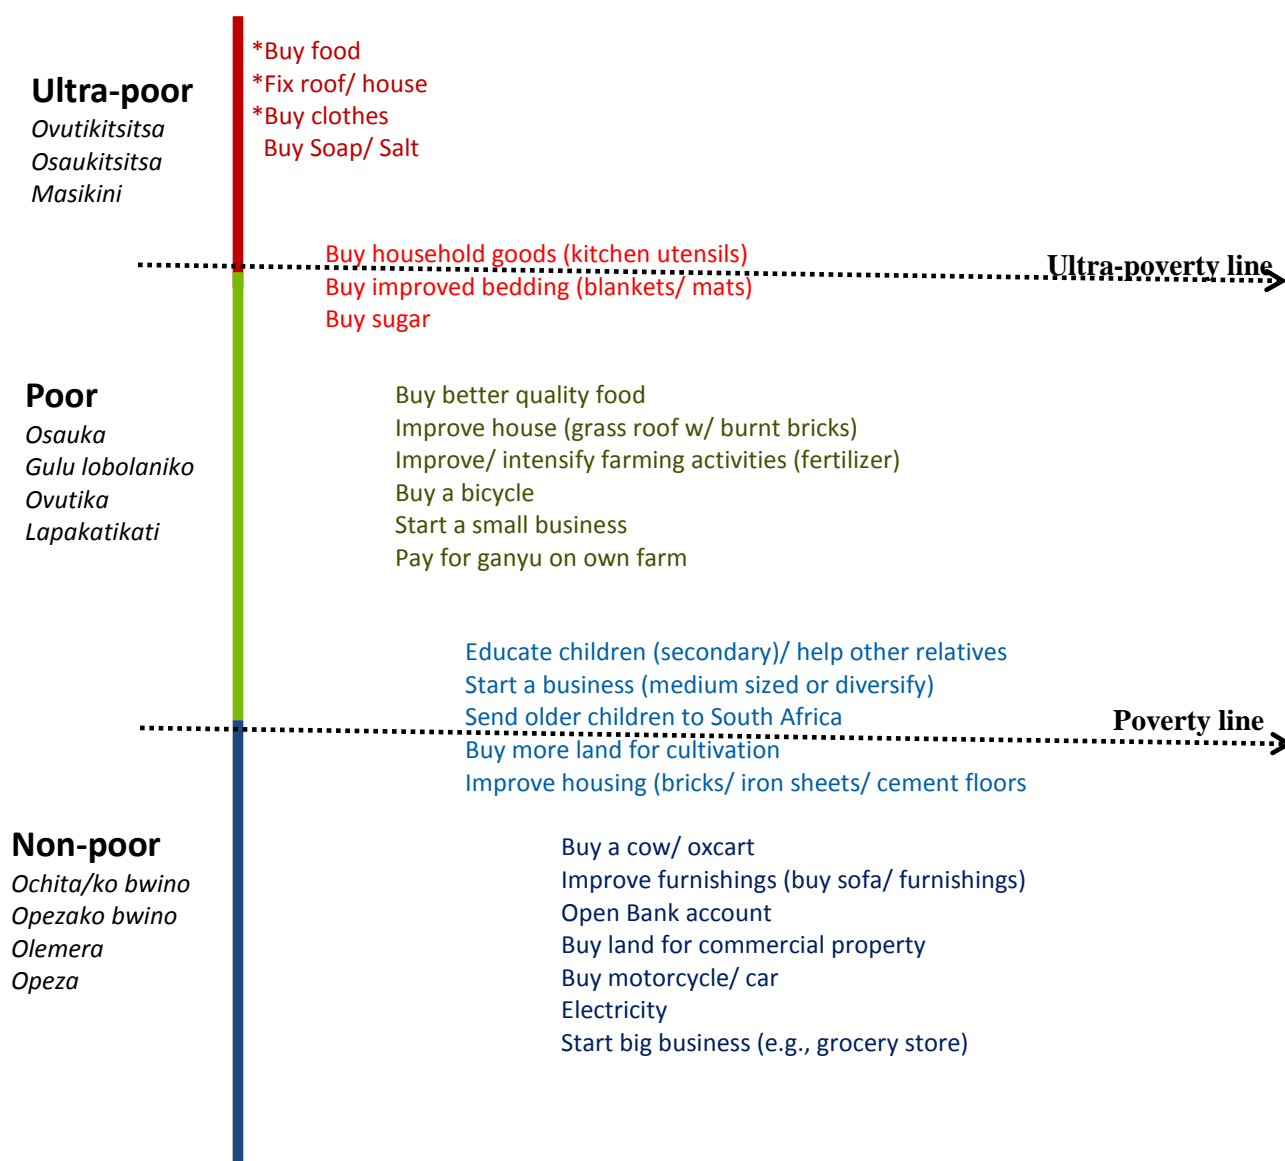 Ultra-poor
Ovutikitsitsa
Osaukitsitsa
Masikini
*Buy food
*Fix roof/ house
*Buy clothes
Buy Soap/ Salt
Buy household goods (kitchen utensils)
Buy improved bedding (blankets/ mats)
Buy sugar
Ultra-poverty line
Poor
Osauka
Gulu lobolaniko
Ovutika
Lapakatikati
Buy better quality food
Improve house (grass roof w/ burnt bricks)
Improve/ intensify farming activities (fertilizer)
Buy a bicycle
Start a small business
Pay for ganyu on own farm
Educate children (secondary)/ help other relatives
Start a business (medium sized or diversify)
Send older children to South Africa
Buy more land for cultivation
Improve housing (bricks/ iron sheets/ cement floors
Poverty line
Non-poor
Ochita/ko bwino
Opezako bwino
Olemera
Opeza
Buy a cow/ oxcart
Improve furnishings (buy sofa/ furnishings)
Open Bank account
Buy land for commercial property
Buy motorcycle/ car
Electricity
Start big business (e.g., grocery store)